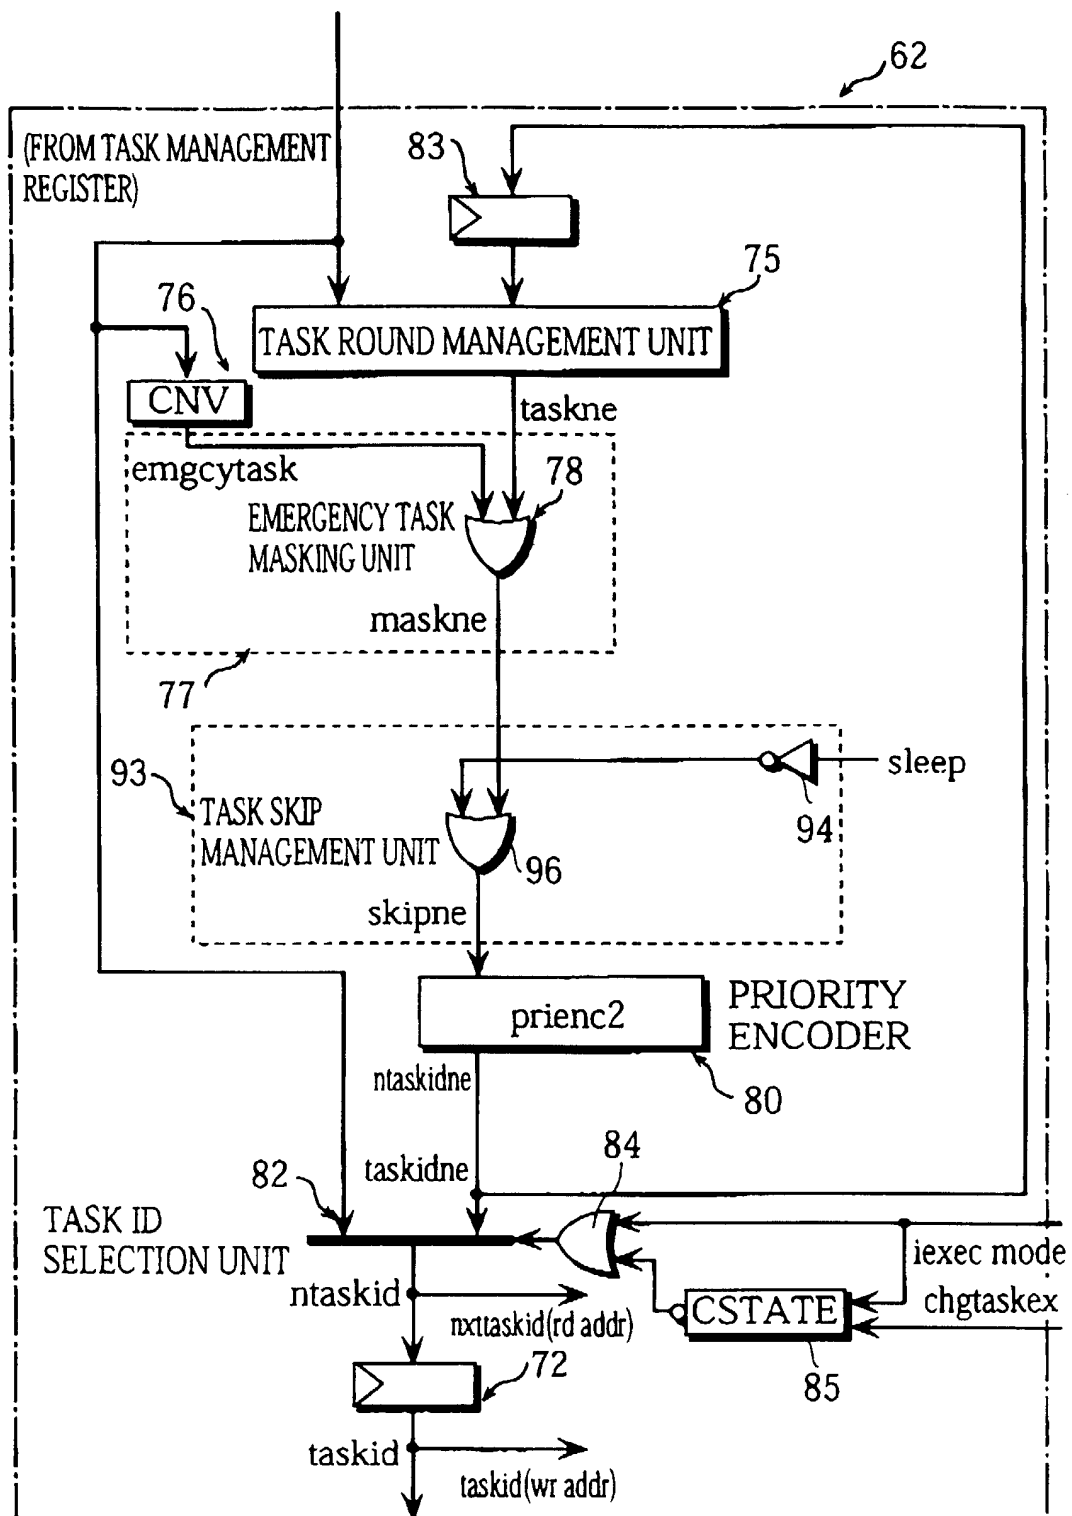 62
(FROM TASK MANAGEMENT
REGISTER)
83
75
76
TASK ROUND MANAGEMENT UNIT
CNV
taskne
emgcytask
78
EMERGENCY TASK
MASKING UNIT
maskne
77
93
sleep
94
TASK SKIP
MANAGEMENT UNIT
96
skipne
prienc2
PRIORITY
ENCODER
ntaskidne
80
84
taskidne
82
TASK ID
SELECTION UNIT
iexec mode
ntaskid
CSTATE
chgtaskex
nxttaskid(rd addr)
72
85
taskid
taskid(wr addr)